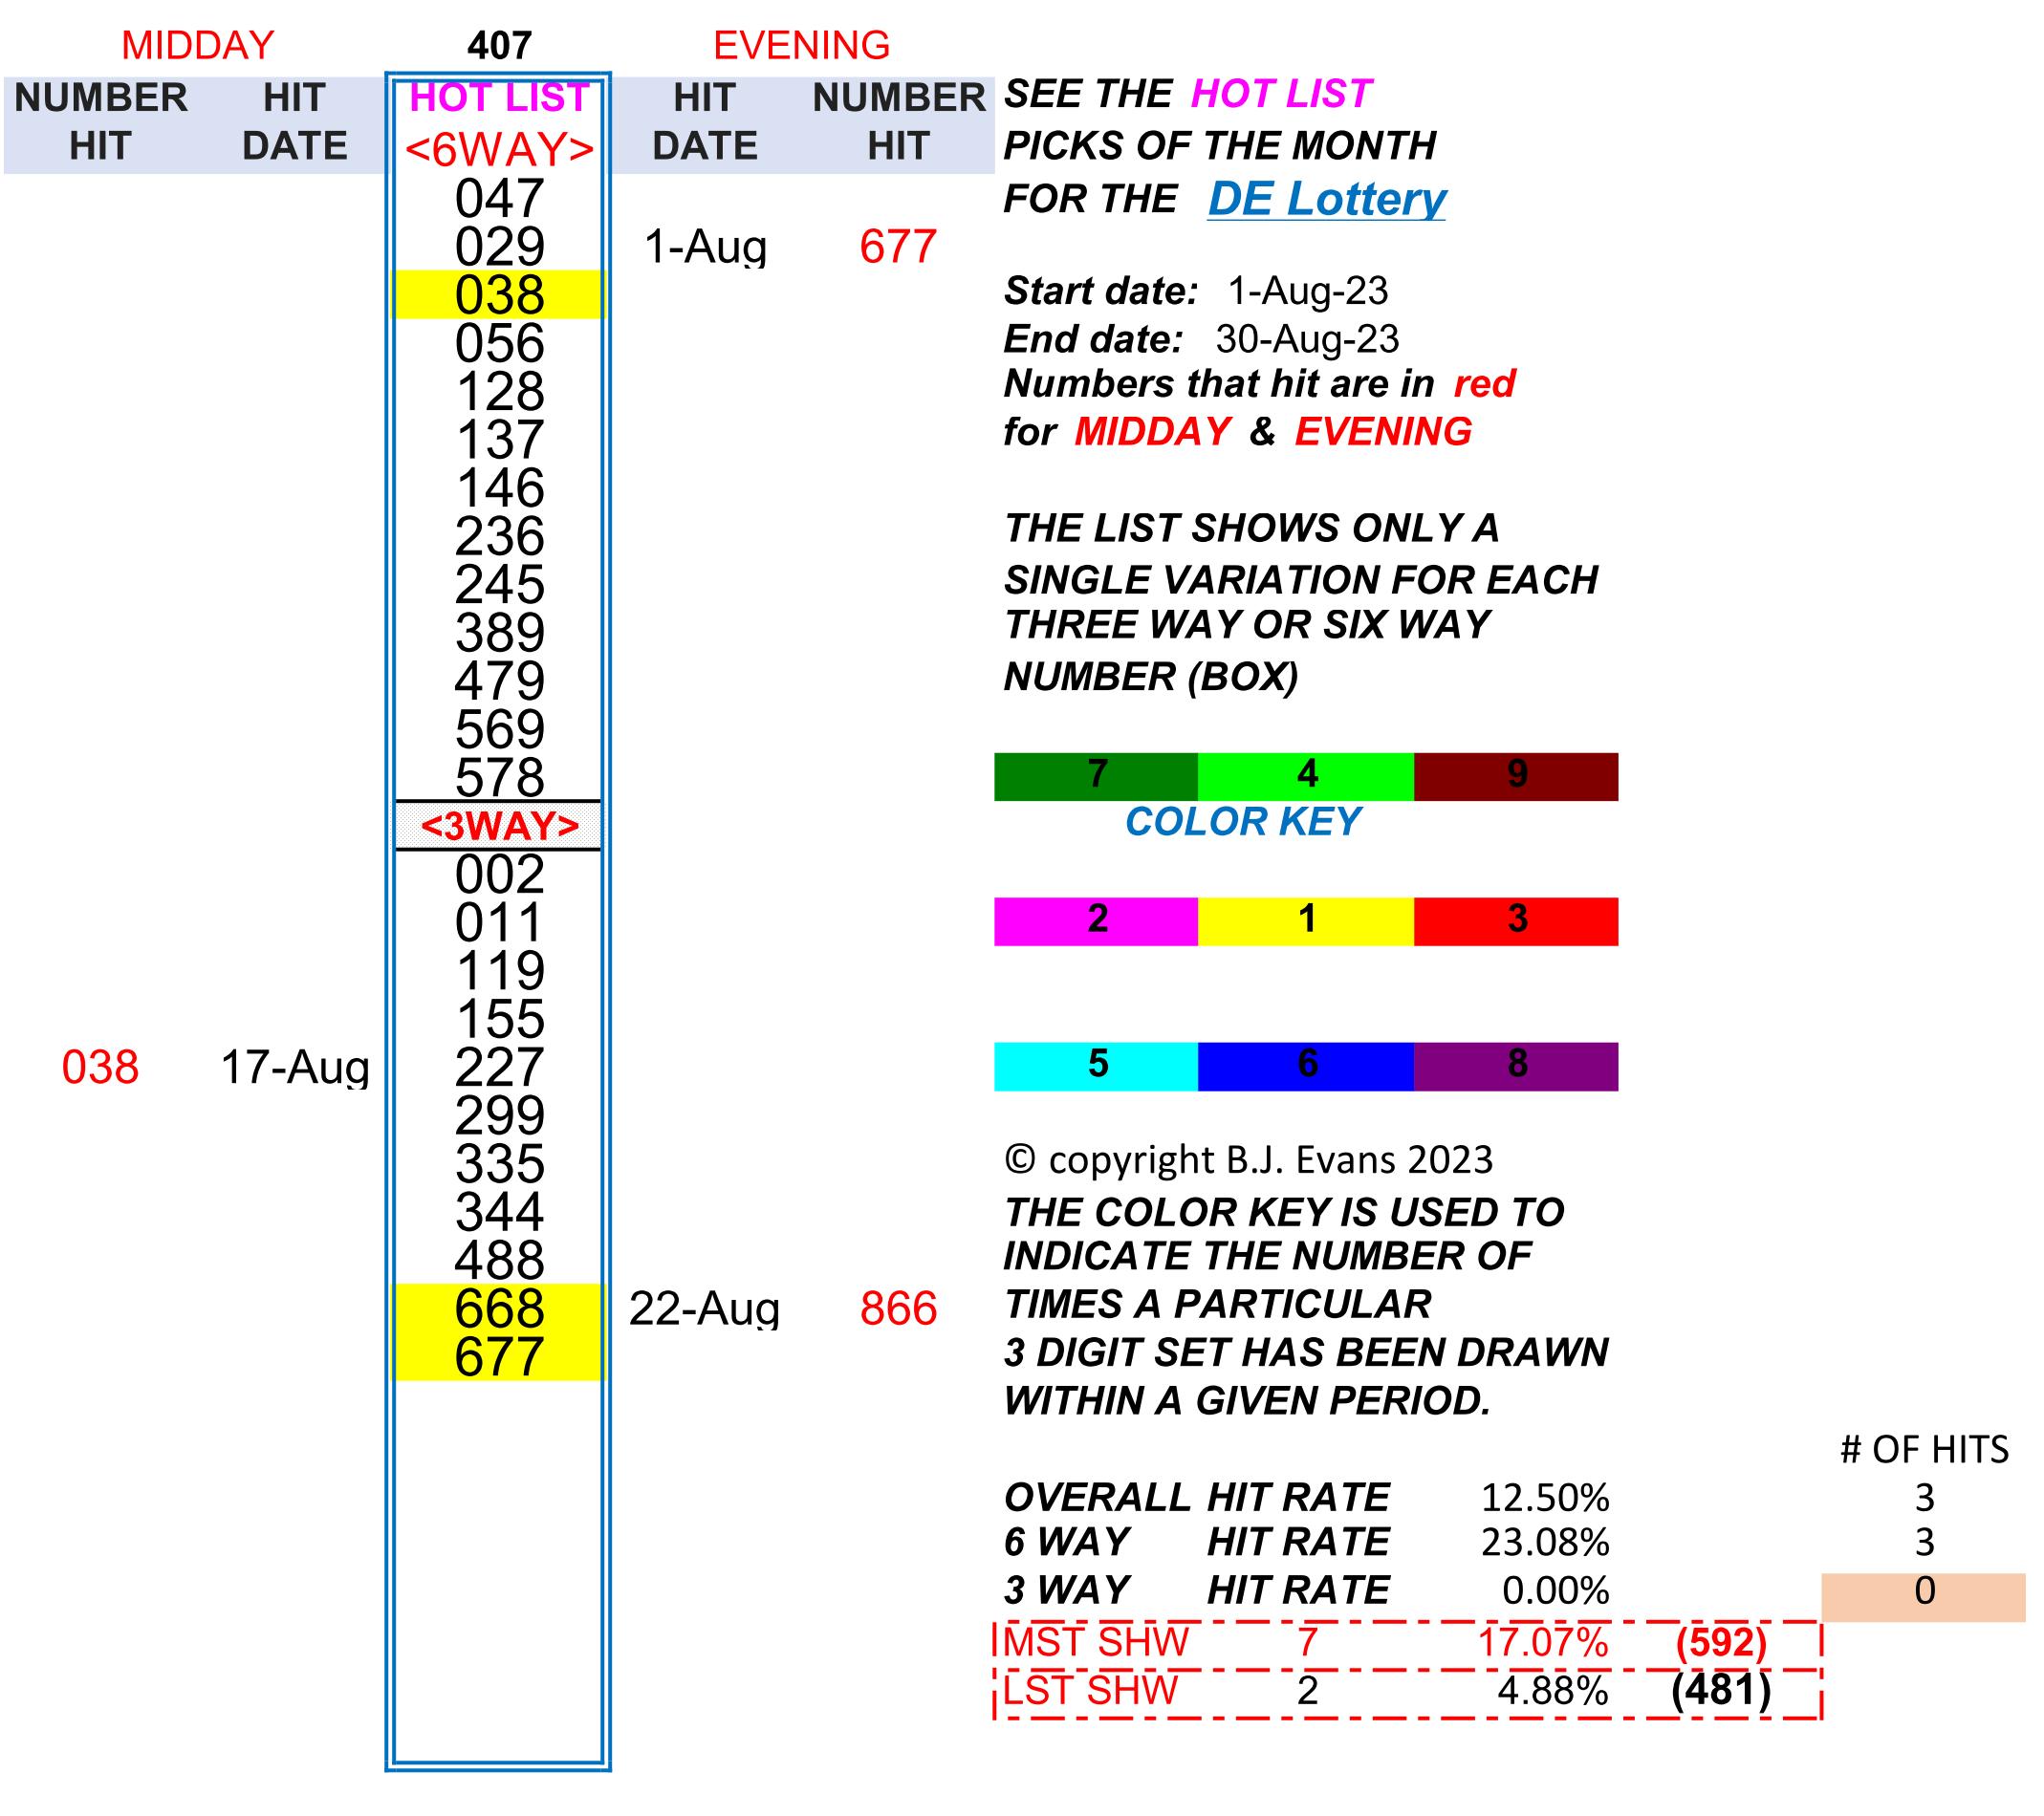 MIDDAY 407 EVENING
NUMBER HIT HOT LIST HIT NUMBER SEE THE HOT LIST
HIT DATE <6WAY> DATE HIT PICKS OF THE MONTH
047 FOR THE DE Lottery
029 1-Aug 677
038 Start date: 1-Aug-23
056 End date: 30-Aug-23
128 Numbers that hit are in red
137 for MIDDAY & EVENING
146
236 THE LIST SHOWS ONLY A
245 SINGLE VARIATION FOR EACH
389 THREE WAY OR SIX WAY
479 NUMBER (BOX)
569
578 7 4 9
<3WAY> COLOR KEY
002
011 2 1 3
119
155
038 17-Aug 227 5 6 8
299
335 © copyright B.J. Evans 2023
344 THE COLOR KEY IS USED TO
488 INDICATE THE NUMBER OF
668 22-Aug 866 TIMES A PARTICULAR
677 3 DIGIT SET HAS BEEN DRAWN
WITHIN A GIVEN PERIOD.
# OF HITS
OVERALL HIT RATE 12.50% 3
6 WAY HIT RATE 23.08% 3
3 WAY HIT RATE 0.00% 0
MST SHW 7 17.07% (592)
LST SHW 2 4.88% (481)